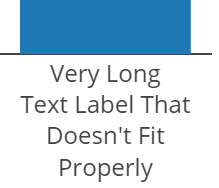 Very Long
Text Label That
Doesn't Fit
Properly